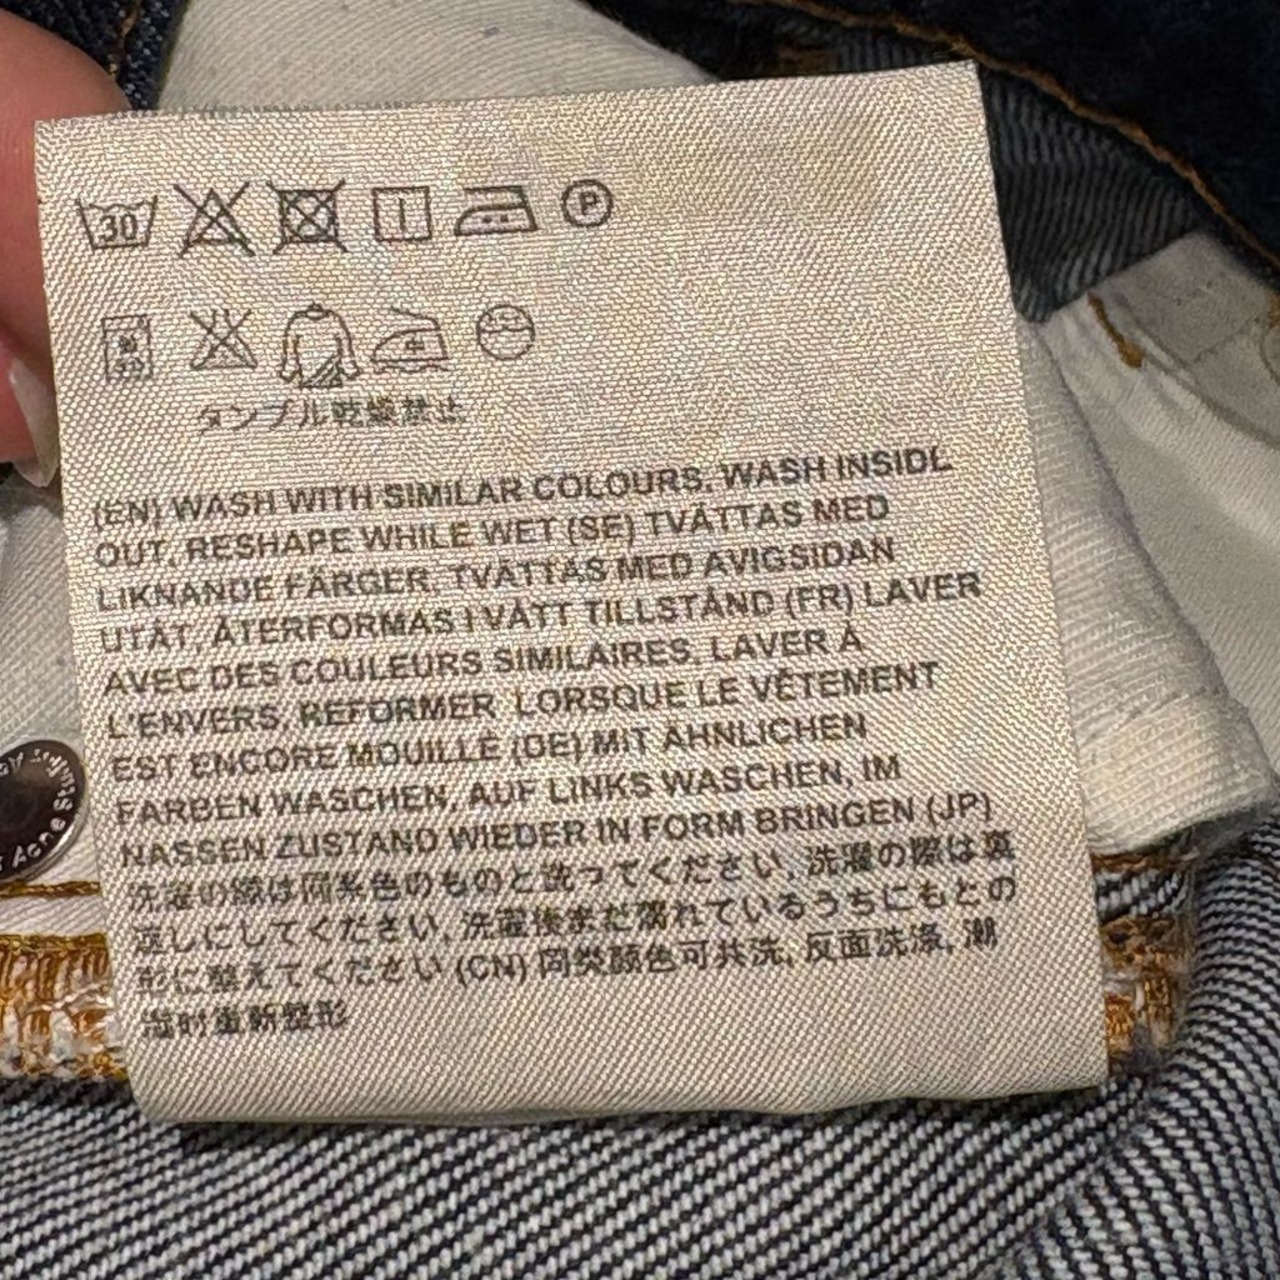 30
P
タンブル乾燥禁止
(EN) WASH WITH SIMILAR COLOURS, WASH INSIDE
OUT, RESHAPE WHILE WET (SE) TVÄTTAS MED
LIKNANDE FÄRGER, TVÄTTAS MED AVIGSIDAN
UTÅT, ÅTERFORMAS I VÅTT TILLSTÅND (FR) LAVER
AVEC DES COULEURS SIMILAIRES, LAVER À
L'ENVERS, REFORMER LORSQUE LE VÊTEMENT
EST ENCORE MOUILLÉ (DE) MIT ÄHNLICHEN
FARBEN WASCHEN, AUF LINKS WASCHEN, IM
NASSEN ZUSTAND WIEDER IN FORM BRINGEN (JP)
洗濯の際は同系色のものと洗ってください, 洗濯の際は裏
返しにしてください, 洗濯後まだ濡れているうちにもとの
形に整えてください (CN) 同类颜色可共洗, 反面洗涤, 潮
湿时重新整形
Acne Stu